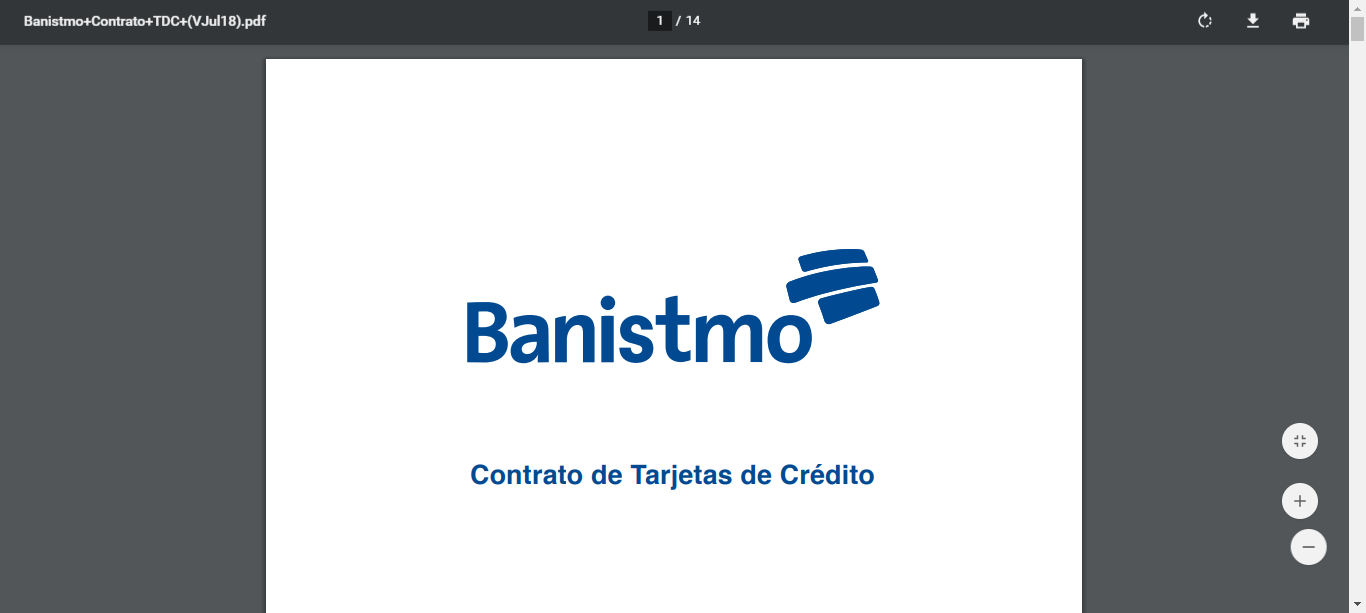 Banistmo+Contrato+TDC+(VJul18).pdf
1 / 14
Banistmo
Contrato de Tarjetas de Crédito